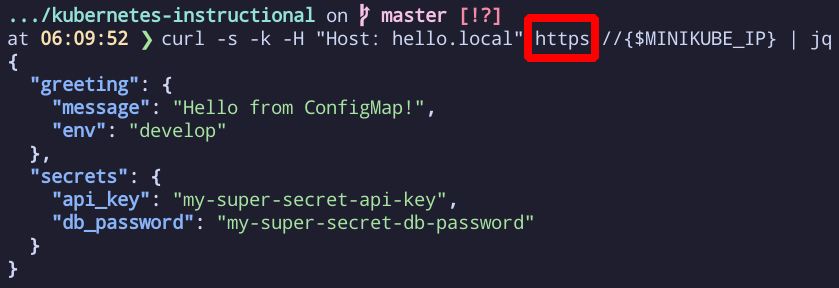 .../kubernetes-instructional on master [!?]
at 06:09:52 ❯ curl -s -k -H "Host: hello.local" https //{$MINIKUBE_IP} | jq
{
  "greeting": {
    "message": "Hello from ConfigMap!",
    "env": "develop"
  },
  "secrets": {
    "api_key": "my-super-secret-api-key",
    "db_password": "my-super-secret-db-password"
  }
}